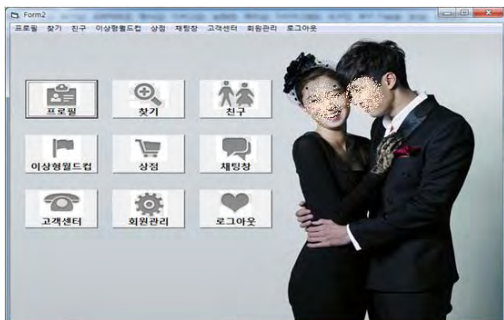 Form2
프로필 찾기 친구 이상형월드컵 상점 채팅창 고객센터 회원관리 로그아웃
프로필 찾기 친구
이상형월드컵 상점 채팅창
고객센터 회원관리 로그아웃